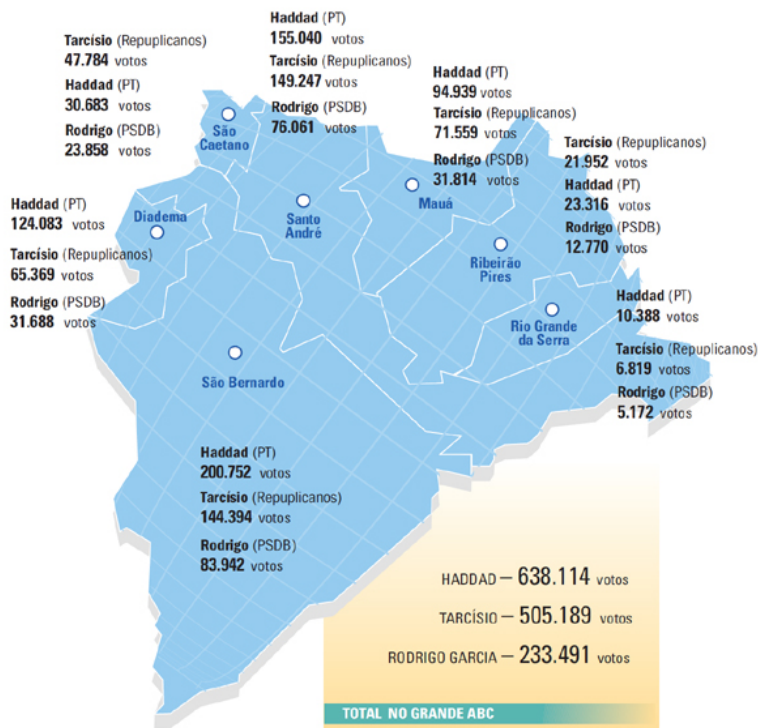 Tarcísio (Repuplicanos)
47.784 votos
Haddad (PT)
30.683 votos
Rodrigo (PSDB)
23.858 votos
São
Caetano
Haddad (PT)
155.040 votos
Tarcísio (Repuplicanos)
149.247 votos
Rodrigo (PSDB)
76.061 votos
Santo
André
Haddad (PT)
94.939 votos
Tarcísio (Repuplicanos)
71.559 votos
Rodrigo (PSDB)
31.814 votos
Mauá
Tarcísio (Repuplicanos)
21.952 votos
Haddad (PT)
23.316 votos
Rodrigo (PSDB)
12.770 votos
Ribeirão
Pires
Haddad (PT)
124.083 votos
Tarcísio (Repuplicanos)
65.369 votos
Rodrigo (PSDB)
31.688 votos
Diadema
Haddad (PT)
10.388 votos
Tarcísio (Repuplicanos)
6.819 votos
Rodrigo (PSDB)
5.172 votos
Rio Grande
da Serra
São Bernardo
Haddad (PT)
200.752 votos
Tarcísio (Repuplicanos)
144.394 votos
Rodrigo (PSDB)
83.942 votos
HADDAD – 638.114 votos
TARCÍSIO – 505.189 votos
RODRIGO GARCIA – 233.491 votos
TOTAL NO GRANDE ABC